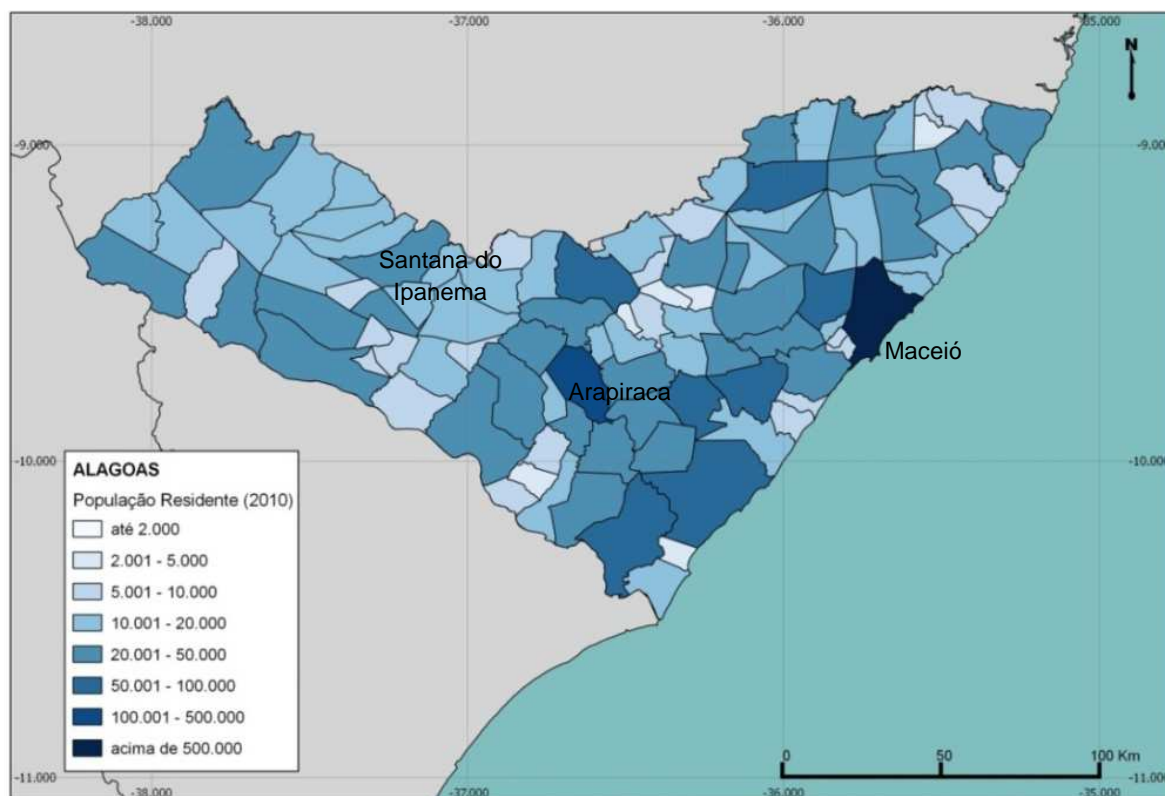 -38.000 -37.000 -36.000 -35.000
N
-9.000 -9.000
Santana do
Ipanema
Maceió
Arapiraca
-10.000 -10.000
ALAGOAS
População Residente (2010)
até 2.000
2.001 - 5.000
5.001 - 10.000
10.001 - 20.000
20.001 - 50.000
50.001 - 100.000
100.001 - 500.000
acima de 500.000
0 50 100 Km
-11.000 -11.000
-38.000 -37.000 -36.000 -35.000